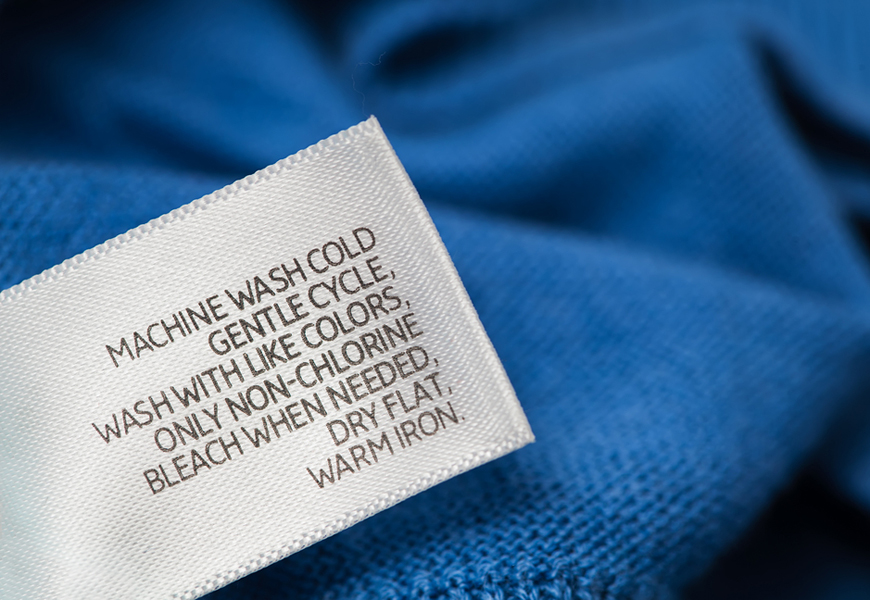 MACHINE WASH COLD
GENTLE CYCLE,
WASH WITH LIKE COLORS,
ONLY NON-CHLORINE
BLEACH WHEN NEEDED,
DRY FLAT,
WARM IRON.